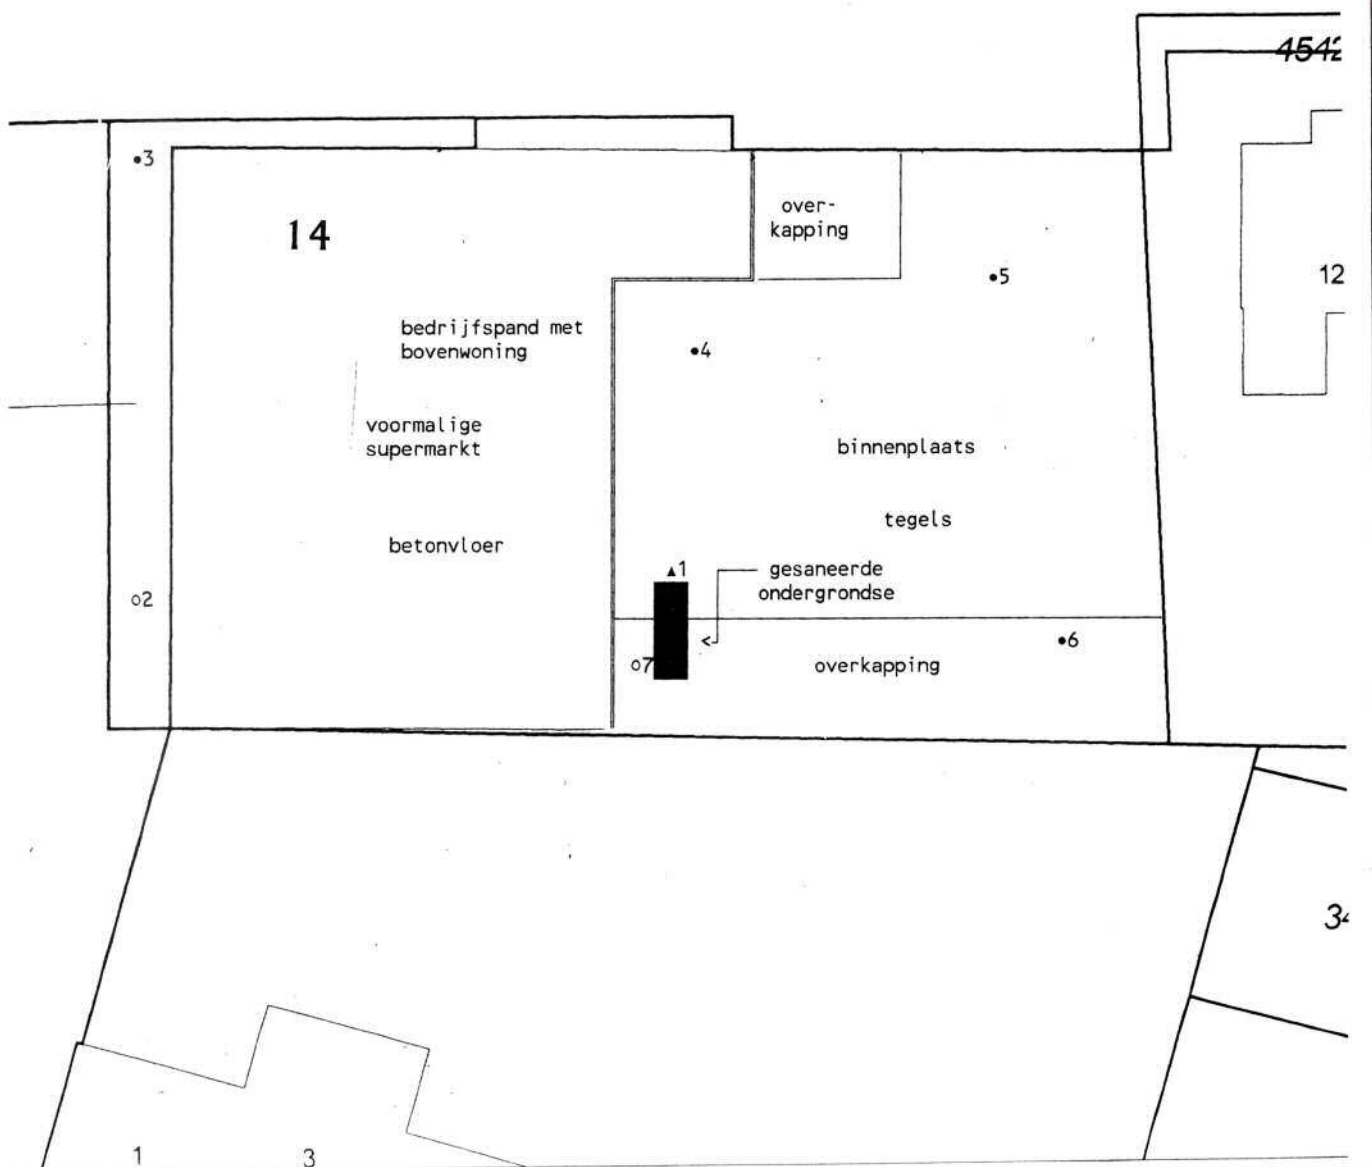 4542
•3
14
over-
kapping
•5
12
bedrijfspand met
bovenwoning
•4
voormalige
supermarkt
binnenplaats
tegels
betonvloer
▲1
gesaneerde
ondergrondse
o2
<
•6
o7
overkapping
1
3